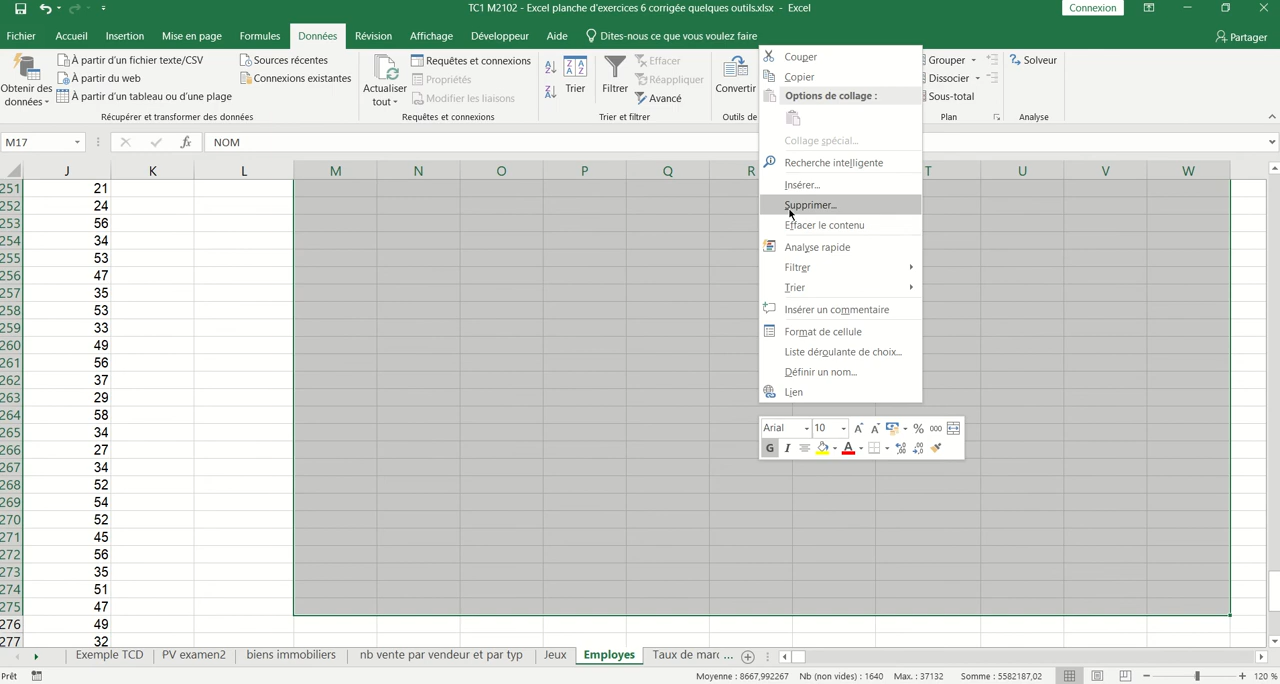 TC1 M2102 - Excel planche d'exercices 6 corrigée quelques outils.xlsx - Excel
Connexion
Fichier Accueil Insertion Mise en page Formules Données Révision Affichage Développeur Aide Dites-nous ce que vous voulez faire Partager
Obtenir des données
À partir d'un fichier texte/CSV
À partir du web
À partir d'un tableau ou d'une plage
Sources récentes
Connexions existantes
Récupérer et transformer des données
Actualiser tout
Requêtes et connexions
Propriétés
Modifier les liaisons
Requêtes et connexions
Trier
Filtrer
Effacer
Réappliquer
Avancé
Trier et filtrer
Convertir
Outils de
Grouper
Dissocier
Sous-total
Plan
Solveur
Analyse
M17
fx
NOM
J K L M N O P Q R T U V W
251 21
252 24
253 56
254 34
255 53
256 47
257 35
258 53
259 33
260 49
261 56
262 37
263 29
264 58
265 34
266 27
267 34
268 52
269 54
270 52
271 45
272 56
273 35
274 51
275 47
276 49
277 32
Couper
Copier
Options de collage :
Collage spécial...
Recherche intelligente
Insérer...
Supprimer...
Effacer le contenu
Analyse rapide
Filtrer
Trier
Insérer un commentaire
Format de cellule
Liste déroulante de choix...
Définir un nom...
Lien
Arial 10 A A % 000
G I A
Exemple TCD PV examen2 biens immobiliers nb vente par vendeur et par typ Jeux Employes Taux de marc ...
Prêt
Moyenne : 8667,992267 Nb (non vides) : 1640 Max. : 37132 Somme : 5582187,02
120 %